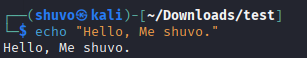 ┌──(shuvo㉿kali)-[~/Downloads/test]
└─$ echo "Hello, Me shuvo."
Hello, Me shuvo.